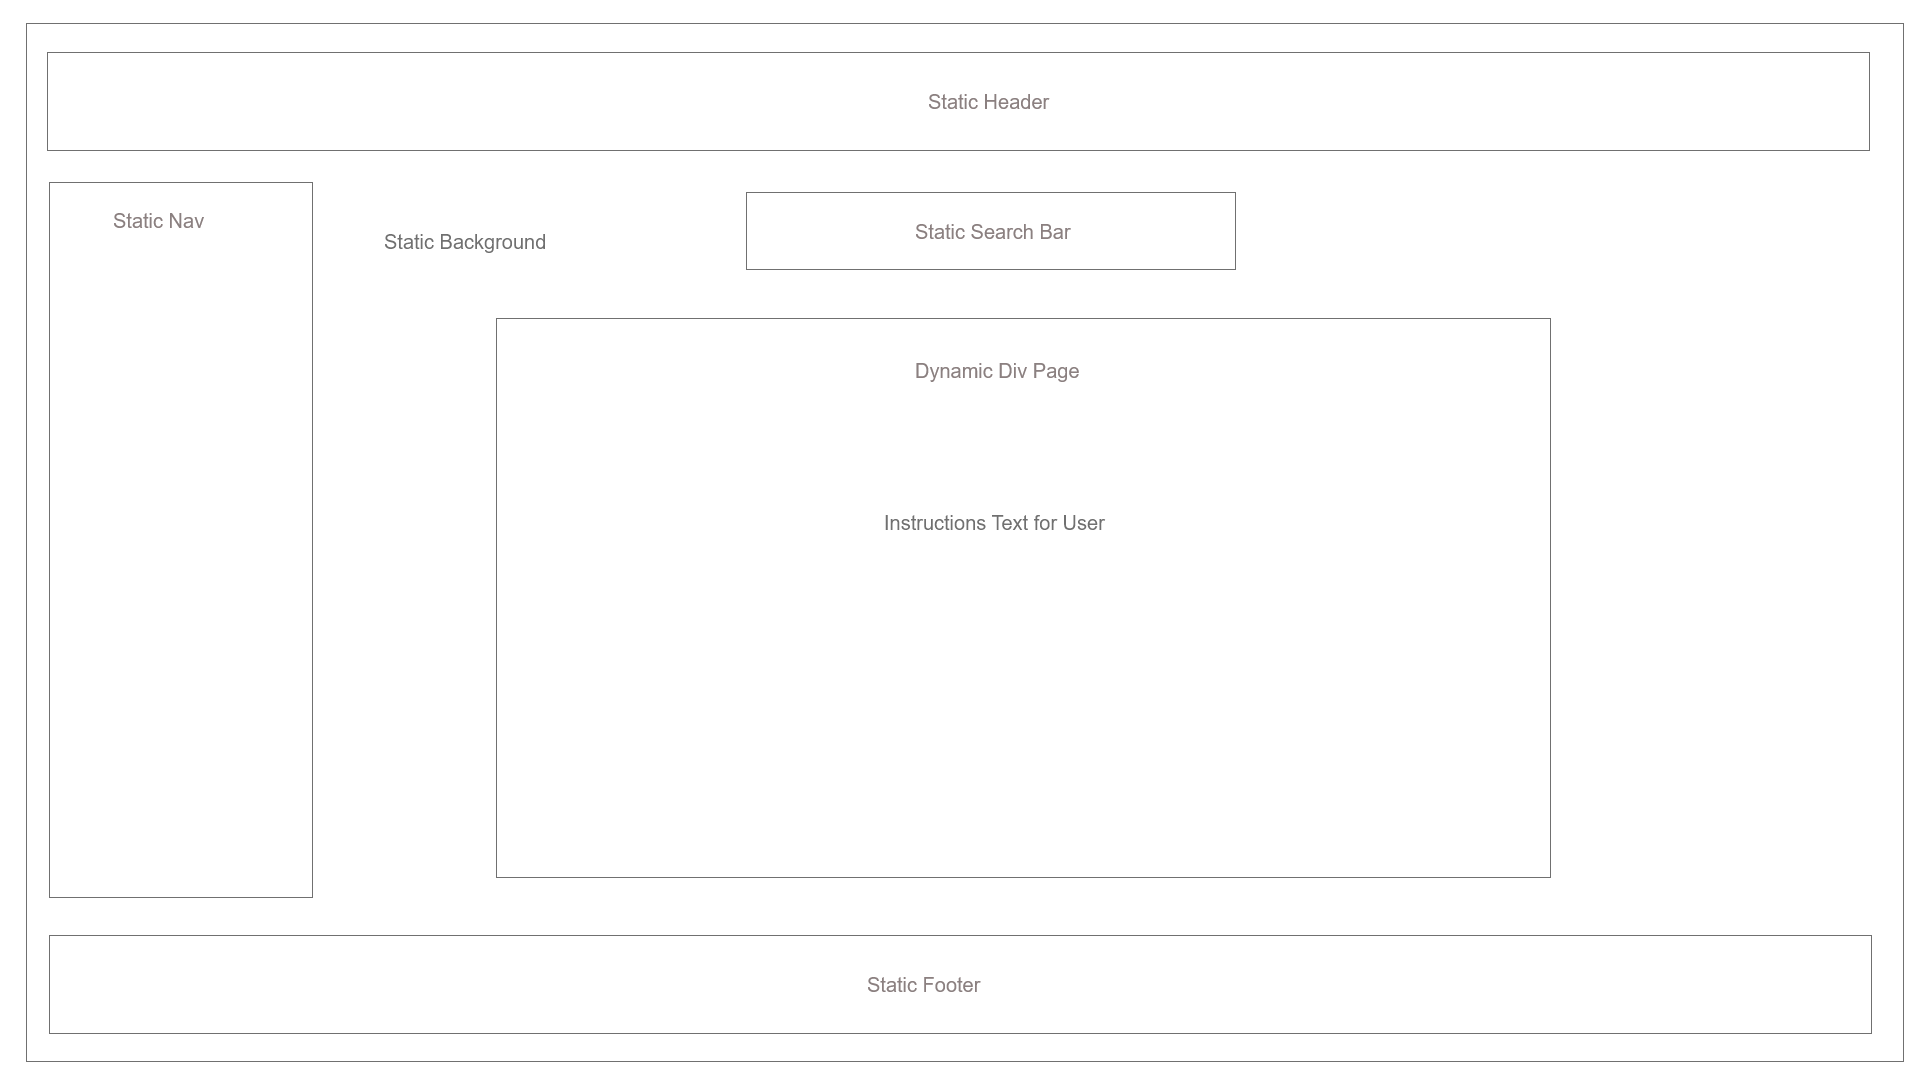 Static Header
Static Nav
Static Background
Static Search Bar
Dynamic Div Page
Instructions Text for User
Static Footer